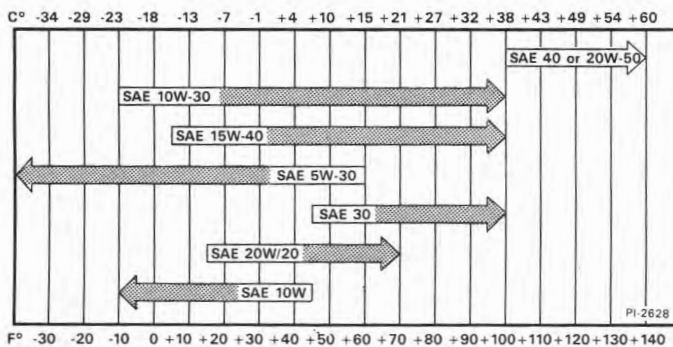 C° -34 -29 -23 -18 -13 -7 -1 +4 +10 +15 +21 +27 +32 +38 +43 +49 +54 +60
SAE 40 or 20W-50
SAE 10W-30
SAE 15W-40
SAE 5W-30
SAE 30
SAE 20W/20
SAE 10W
PI-2628
F° -30 -20 -10 0 +10 +20 +30 +40 +50 +60 +70 +80 +90 +100 +110 +120 +130 +140